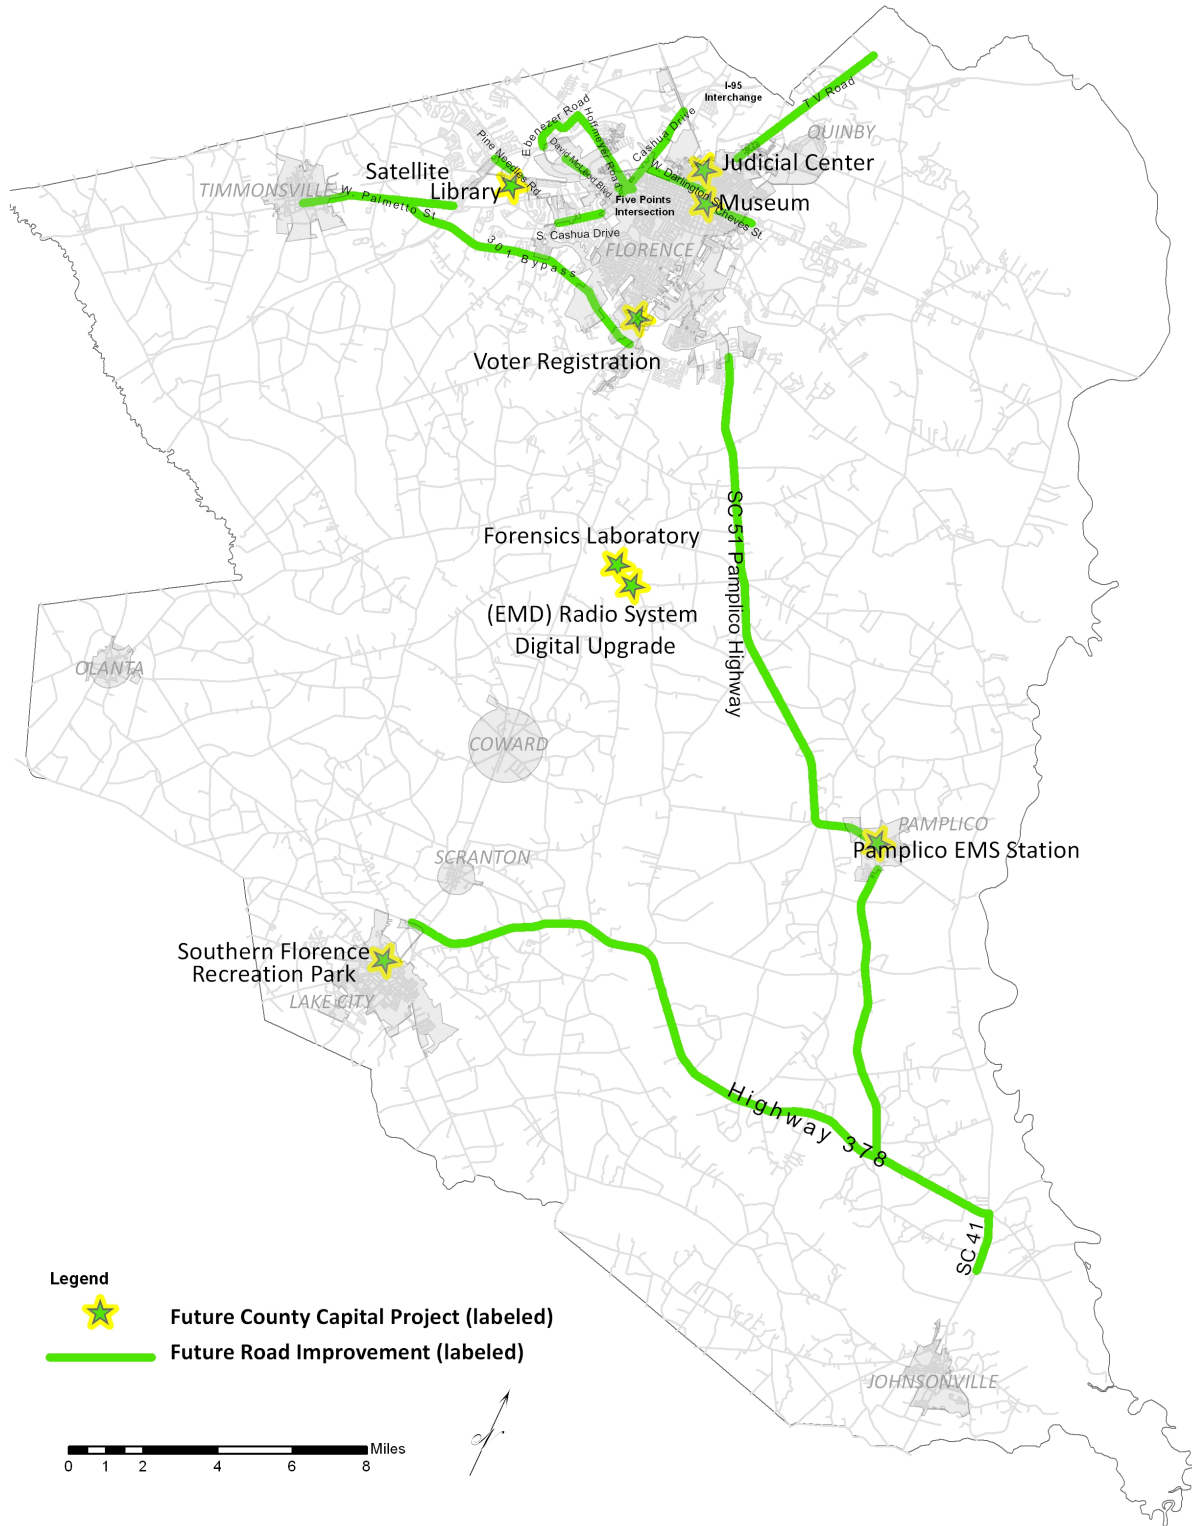 I-95
Interchange
T V Road
QUINBY
Ebenezer Road
Hoffmeyer Road
Cashua Drive
Pine Needles Rd.
David McLeod Blvd.
W. Darlington St.
Judicial Center
Satellite
Library
TIMMONSVILLE
W. Palmetto St.
Five Points
Intersection
Museum
Cheves St.
S. Cashua Drive
FLORENCE
301 Bypass
Voter Registration
SC 51 Pamplico Highway
Forensics Laboratory
(EMD) Radio System
Digital Upgrade
OLANTA
COWARD
PAMPLICO
Pamplico EMS Station
SCRANTON
Southern Florence
Recreation Park
LAKE CITY
Highway 378
SC 41
Legend
Future County Capital Project (labeled)
Future Road Improvement (labeled)
JOHNSONVILLE
Miles
0 1 2 4 6 8